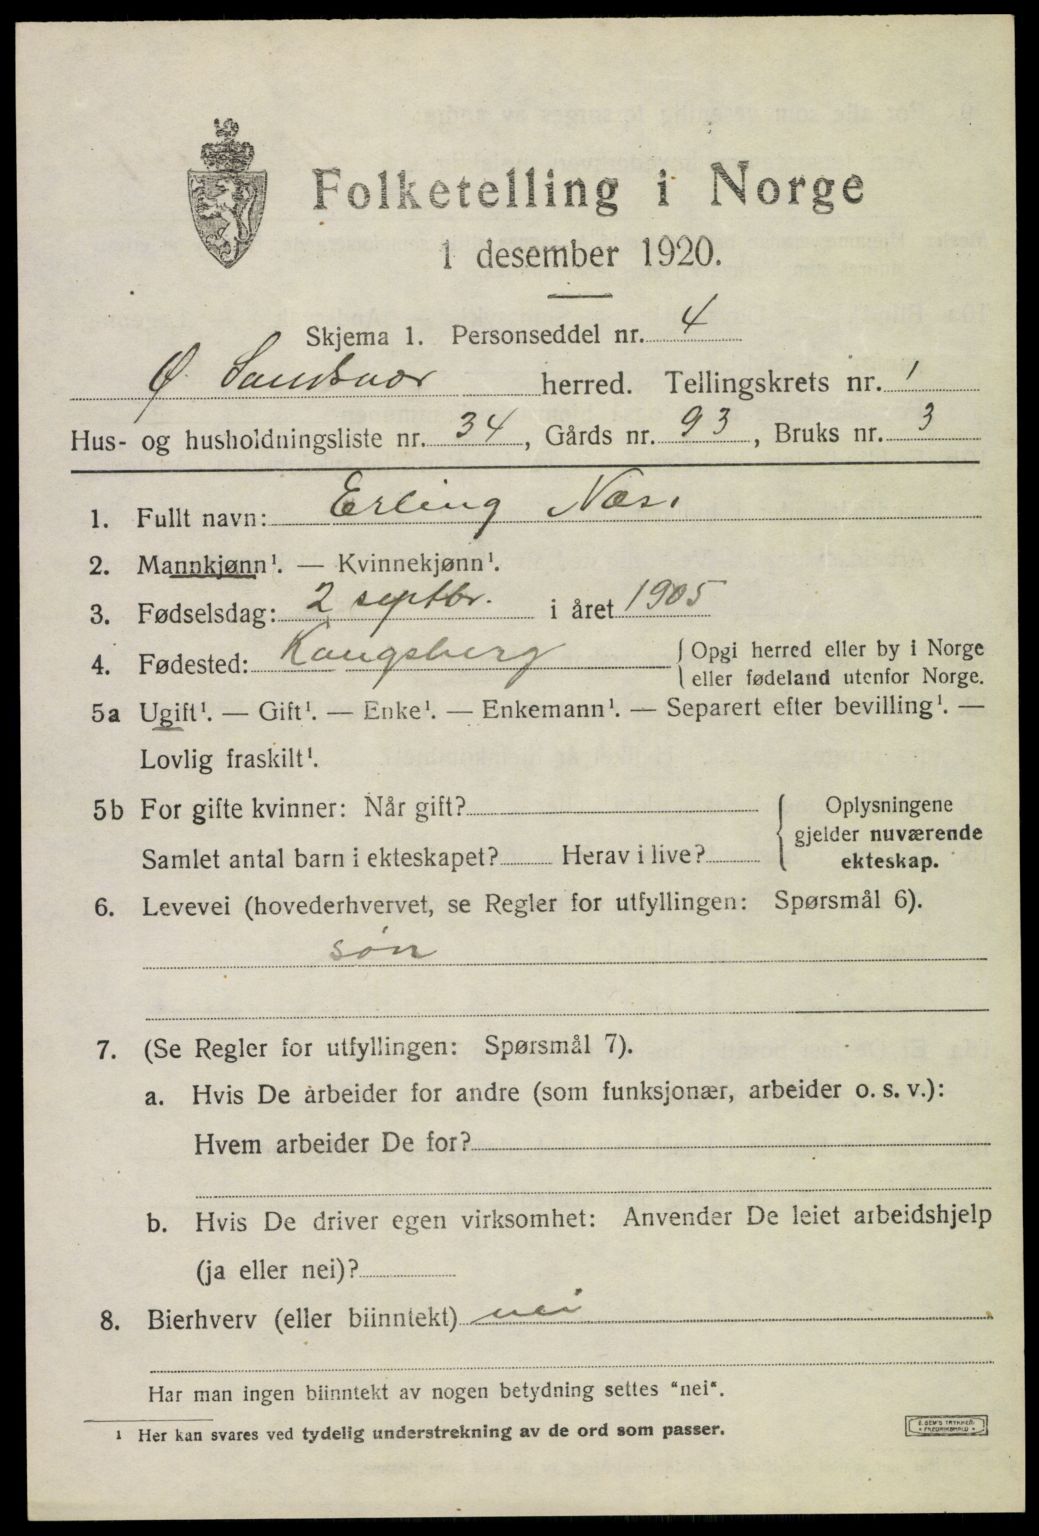 Folketelling i Norge
1 desember 1920.
Skjema 1. Personseddel nr. 4
Ø. Sandsvær herred. Tellingskrets nr. 1
Hus- og husholdningsliste nr. 34, Gårds nr. 93, Bruks nr. 3
1. Fullt navn: Erling Næs.
2. Mannkjønn¹. — Kvinnekjønn¹.
3. Fødselsdag: 2 septbr. i året 1905
4. Fødested: Kongsberg { Opgi herred eller by i Norge
eller fødeland utenfor Norge.
5a Ugift¹. — Gift¹. — Enke¹. — Enkemann¹. — Separert efter bevilling¹. —
Lovlig fraskilt¹.
5b For gifte kvinner: Når gift? { Oplysningene
gjelder nuværende
Samlet antal barn i ekteskapet? Herav i live? ekteskap.
6. Levevei (hovederhvervet, se Regler for utfyllingen: Spørsmål 6).
søn
7. (Se Regler for utfyllingen: Spørsmål 7).
a. Hvis De arbeider for andre (som funksjonær, arbeider o. s. v.):
Hvem arbeider De for?
b. Hvis De driver egen virksomhet: Anvender De leiet arbeidshjelp
(ja eller nei)?
8. Bierhverv (eller biinntekt) nei
Har man ingen biinntekt av nogen betydning settes "nei".
¹ Her kan svares ved tydelig understrekning av de ord som passer.
E. SEM'S TRYKKERI
• FREDRIKSHALD •